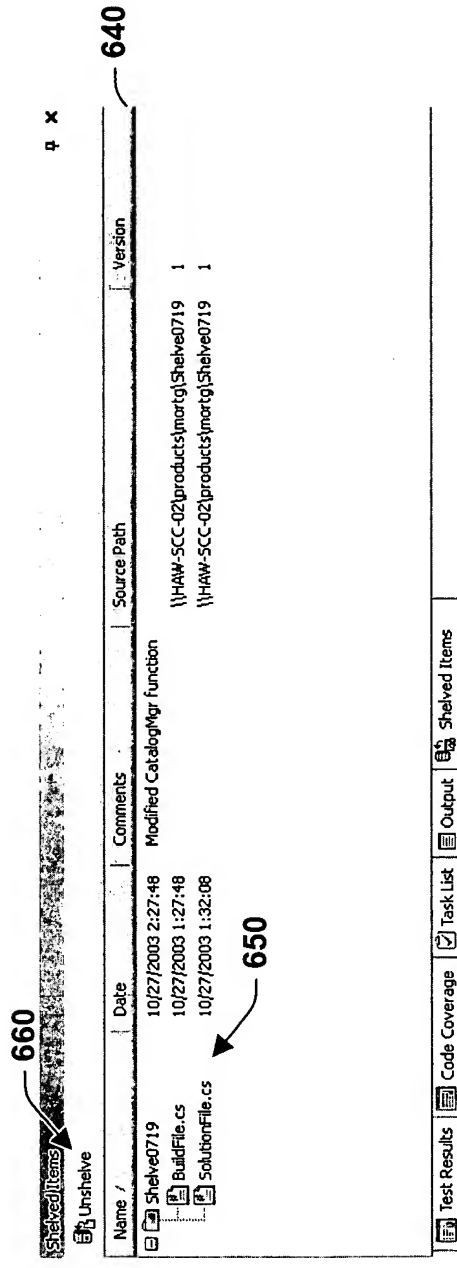 660
Shelved Items
Unshelve
640
Name / Date Comments Source Path Version
Shelve0719 10/27/2003 2:27:48 Modified CatalogMgr function
BuildFile.cs 10/27/2003 1:27:48 \\HAW-SCC-02\products\mortg\Shelve0719 1
SolutionFile.cs 10/27/2003 1:32:08 \\HAW-SCC-02\products\mortg\Shelve0719 1
650
Test Results Code Coverage Task List Output Shelved Items